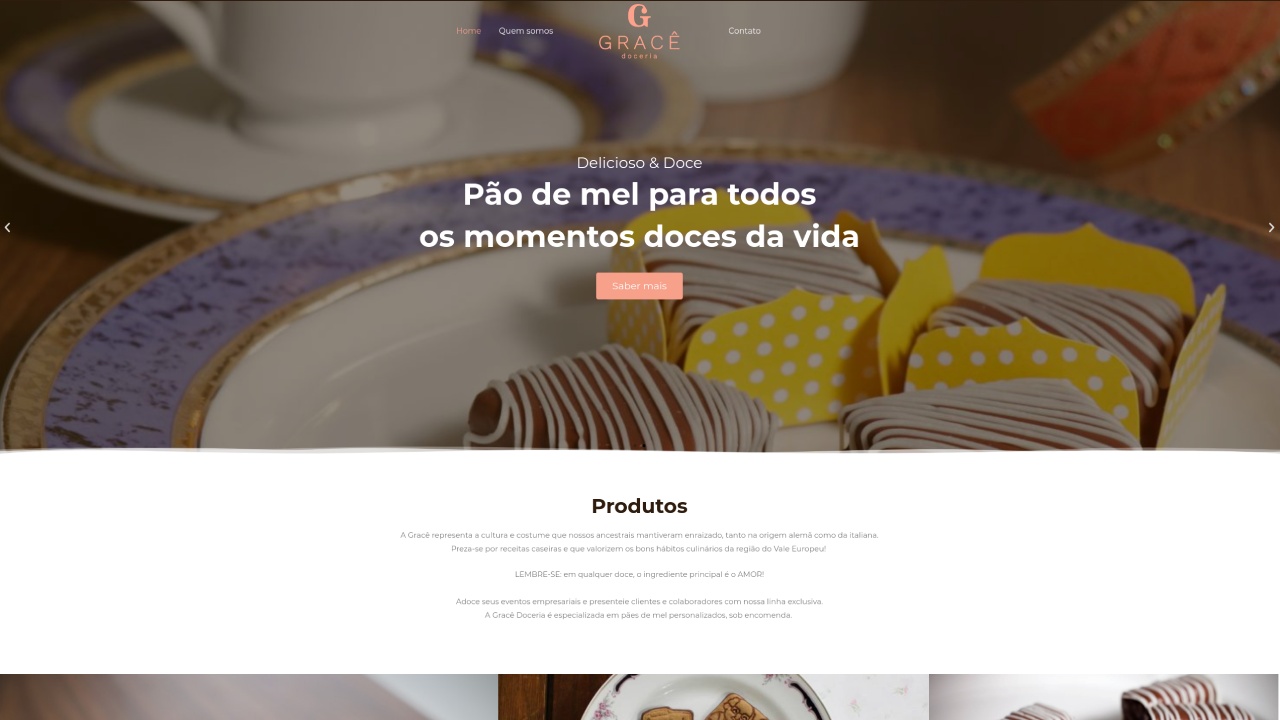 Home
Quem somos
G
GRACÊ
doceria
Contato
Delicioso & Doce
Pão de mel para todos
os momentos doces da vida
Saber mais
Produtos
A Gracê representa a cultura e costume que nossos ancestrais mantiveram enraizado, tanto na origem alemã como da italiana.
Preza-se por receitas caseiras e que valorizem os bons hábitos culinários da região do Vale Europeu!
LEMBRE-SE: em qualquer doce, o ingrediente principal é o AMOR!
Adoce seus eventos empresariais e presenteie clientes e colaboradores com nossa linha exclusiva.
A Gracê Doceria é especializada em pães de mel personalizados, sob encomenda.